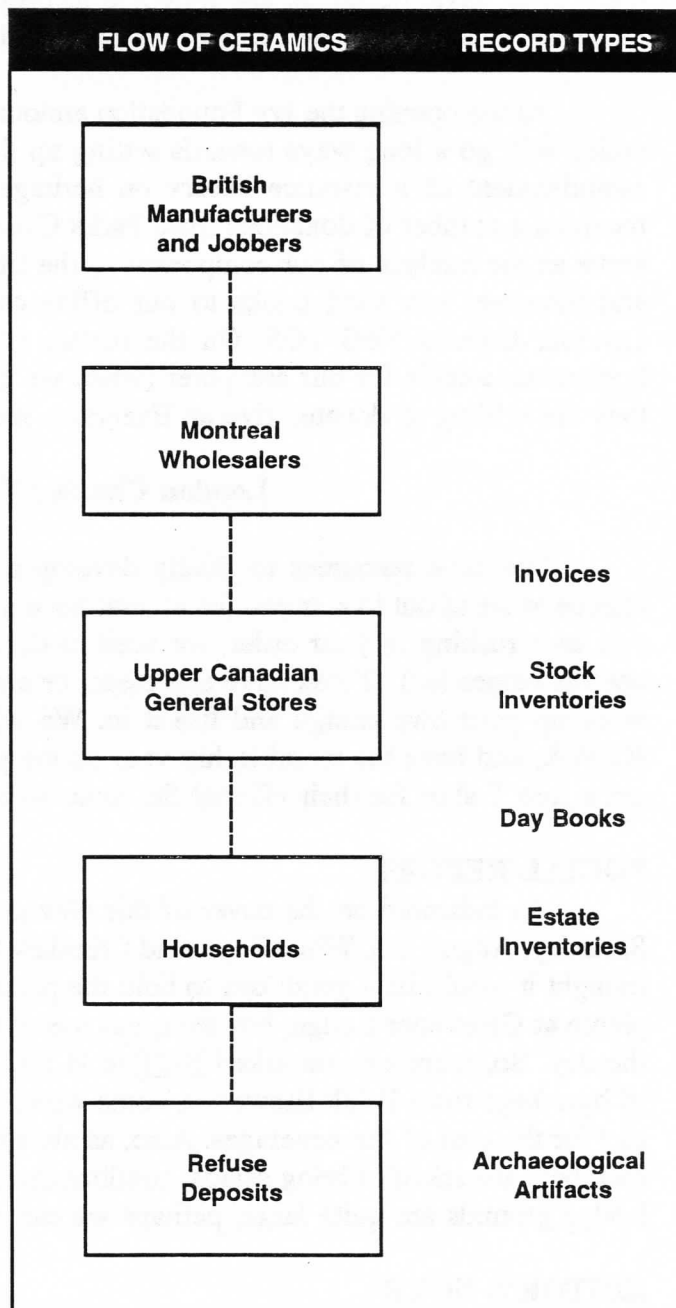 FLOW OF CERAMICS RECORD TYPES
British
Manufacturers
and Jobbers
Montreal
Wholesalers
Invoices
Upper Canadian
General Stores
Stock
Inventories
Day Books
Households
Estate
Inventories
Refuse
Deposits
Archaeological
Artifacts